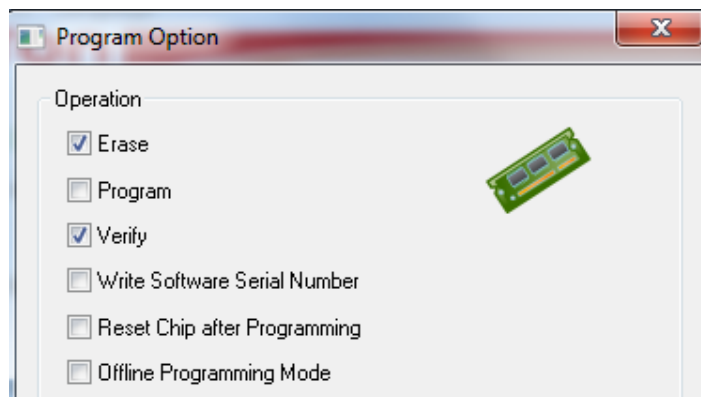 Program Option
Operation
Erase
Program
Verify
Write Software Serial Number
Reset Chip after Programming
Offline Programming Mode